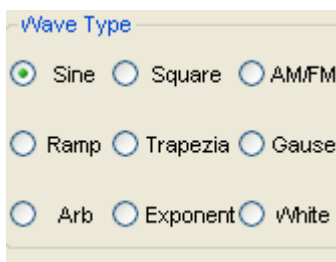 Wave Type
Sine Square AM/FM
Ramp Trapezia Gause
Arb Exponent White